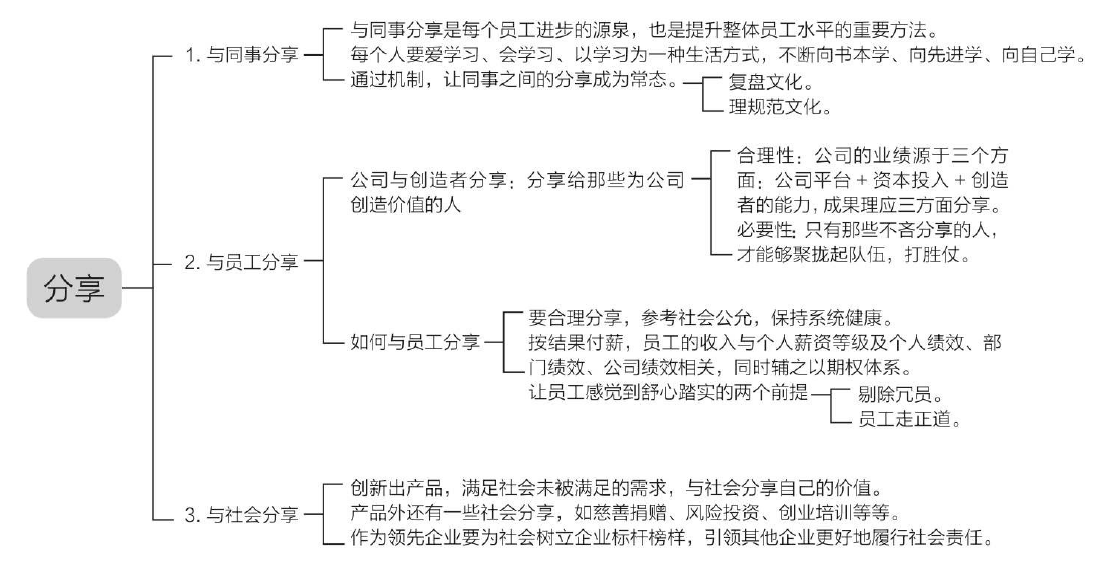 分享
1. 与同事分享
与同事分享是每个员工进步的源泉，也是提升整体员工水平的重要方法。
每个人要爱学习、会学习、以学习为一种生活方式，不断向书本学、向先进学、向自己学。
通过机制，让同事之间的分享成为常态。
复盘文化。
理规范文化。
2. 与员工分享
公司与创造者分享：分享给那些为公司
创造价值的人
合理性：公司的业绩源于三个方
面：公司平台＋资本投入＋创造
者的能力，成果理应三方面分享。
必要性：只有那些不吝分享的人，
才能够聚拢起队伍，打胜仗。
如何与员工分享
要合理分享，参考社会公允，保持系统健康。
按结果付薪，员工的收入与个人薪资等级及个人绩效、部
门绩效、公司绩效相关，同时辅之以期权体系。
让员工感觉到舒心踏实的两个前提
剔除冗员。
员工走正道。
3. 与社会分享
创新出产品，满足社会未被满足的需求，与社会分享自己的价值。
产品外还有一些社会分享，如慈善捐赠、风险投资、创业培训等等。
作为领先企业要为社会树立企业标杆榜样，引领其他企业更好地履行社会责任。